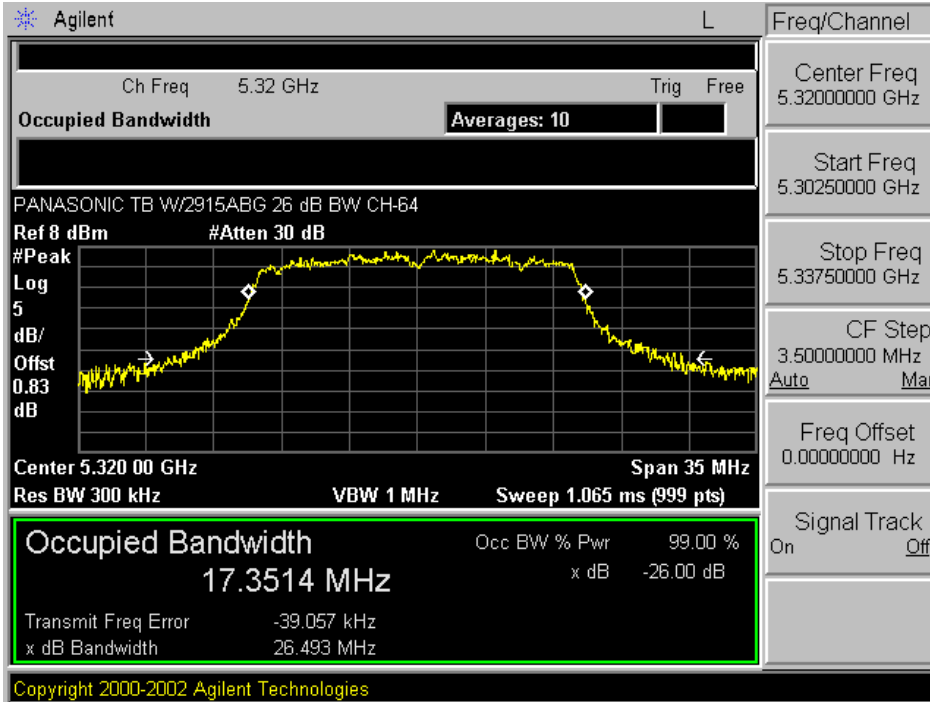 Agilent L
Ch Freq 5.32 GHz Trig Free
Occupied Bandwidth Averages: 10
PANASONIC TB W/2915ABG 26 dB BW CH-64
Ref 8 dBm #Atten 30 dB
#Peak
Log
5
dB/
Offst
0.83
dB
Center 5.320 00 GHz Span 35 MHz
Res BW 300 kHz VBW 1 MHz Sweep 1.065 ms (999 pts)
Occupied Bandwidth Occ BW % Pwr 99.00 %
17.3514 MHz x dB -26.00 dB
Transmit Freq Error -39.057 kHz
x dB Bandwidth 26.493 MHz
Copyright 2000-2002 Agilent Technologies
Freq/Channel
Center Freq
5.32000000 GHz
Start Freq
5.30250000 GHz
Stop Freq
5.33750000 GHz
CF Step
3.50000000 MHz
Auto Ma
Freq Offset
0.00000000 Hz
Signal Track
On Off